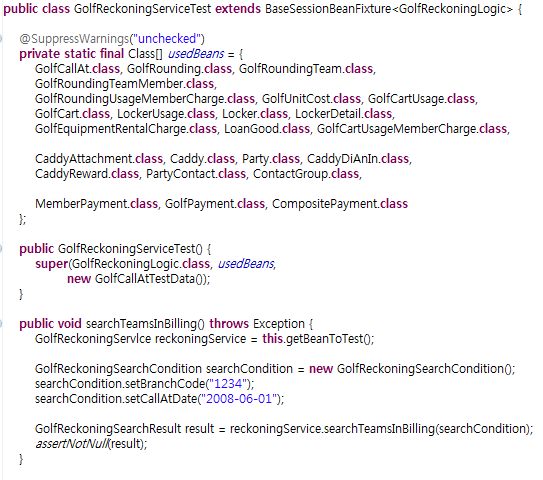 public class GolfReckoningServiceTest extends BaseSessionBeanFixture<GolfReckoningLogic> {
@SuppressWarnings("unchecked")
private static final Class[] usedBeans = {
GolfCallAt.class, GolfRounding.class, GolfRoundingTeam.class,
GolfRoundingTeamMember.class,
GolfRoundingUsageMemberCharge.class, GolfUnitCost.class, GolfCartUsage.class,
GolfCart.class, LockerUsage.class, Locker.class, LockerDetail.class,
GolfEquipmentRentalCharge.class, LoanGood.class, GolfCartUsageMemberCharge.class,
CaddyAttachment.class, Caddy.class, Party.class, CaddyDiAnIn.class,
CaddyReward.class, PartyContact.class, ContactGroup.class,
MemberPayment.class, GolfPayment.class, CompositePayment.class
};
public GolfReckoningServiceTest() {
super(GolfReckoningLogic.class, usedBeans,
new GolfCallAtTestData());
}
public void searchTeamsInBilling() throws Exception {
GolfReckoningService reckoningService = this.getBeanToTest();
GolfReckoningSearchCondition searchCondition = new GolfReckoningSearchCondition();
searchCondition.setBranchCode("1234");
searchCondition.setCallAtDate("2008-06-01");
GolfReckoningSearchResult result = reckoningService.searchTeamsInBilling(searchCondition);
assertNotNull(result);
}